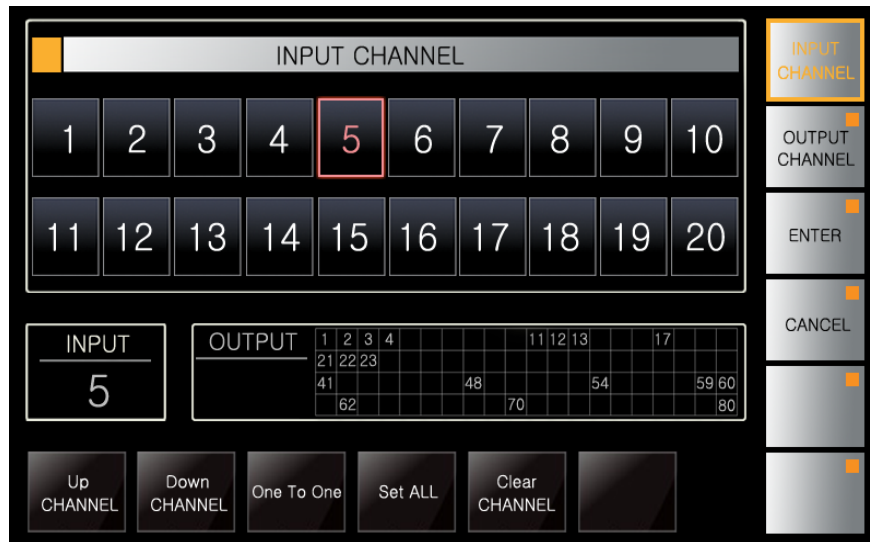 INPUT CHANNEL
1 2 3 4 5 6 7 8 9 10
11 12 13 14 15 16 17 18 19 20
INPUT
5
OUTPUT
1 2 3 4 11 12 13 17
21 22 23
41 48 54 59 60
62 70 80
Up
CHANNEL
Down
CHANNEL
One To One
Set ALL
Clear
CHANNEL
INPUT
CHANNEL
OUTPUT
CHANNEL
ENTER
CANCEL